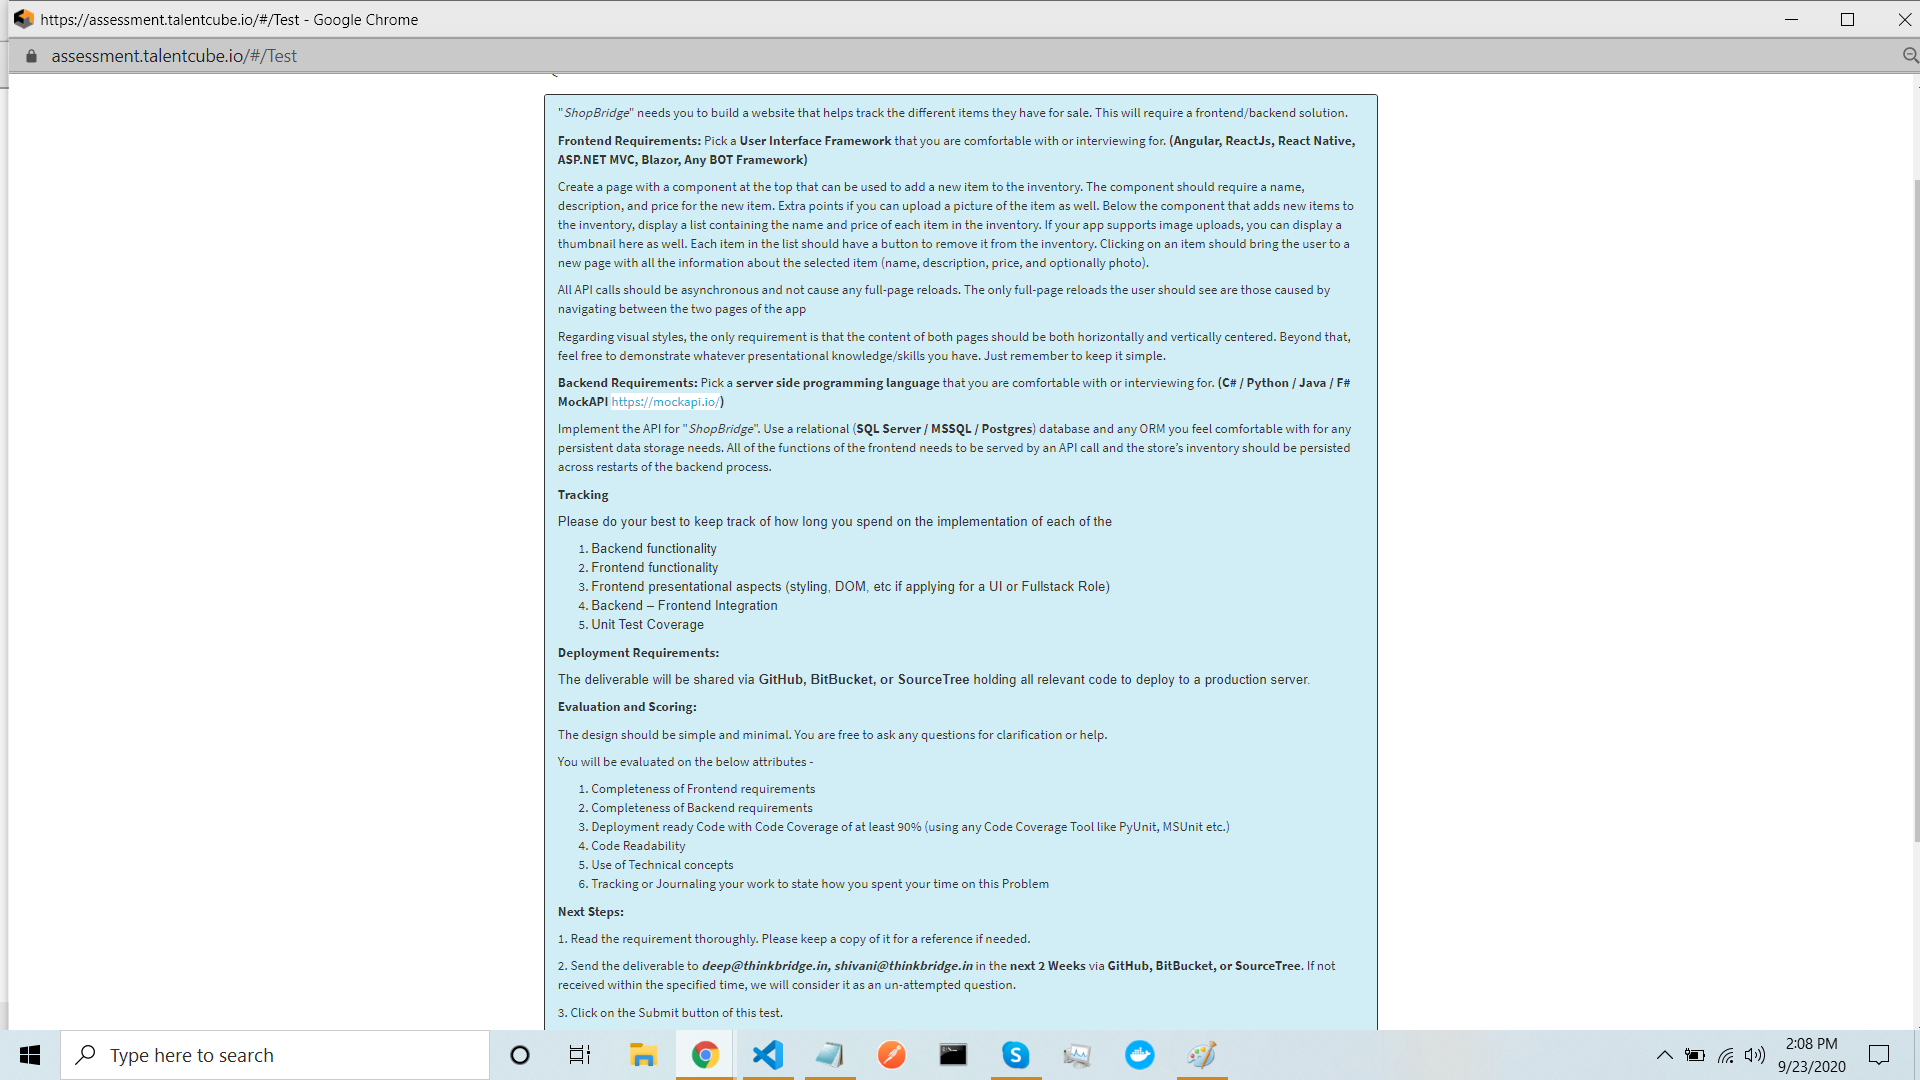 https://assessment.talentcube.io/#/Test - Google Chrome
assessment.talentcube.io/#/Test
"ShopBridge" needs you to build a website that helps track the different items they have for sale. This will require a frontend/backend solution.
Frontend Requirements: Pick a User Interface Framework that you are comfortable with or interviewing for. (Angular, ReactJs, React Native,
ASP.NET MVC, Blazor, Any BOT Framework)
Create a page with a component at the top that can be used to add a new item to the inventory. The component should require a name,
description, and price for the new item. Extra points if you can upload a picture of the item as well. Below the component that adds new items to
the inventory, display a list containing the name and price of each item in the inventory. If your app supports image uploads, you can display a
thumbnail here as well. Each item in the list should have a button to remove it from the inventory. Clicking on an item should bring the user to a
new page with all the information about the selected item (name, description, price, and optionally photo).
All API calls should be asynchronous and not cause any full-page reloads. The only full-page reloads the user should see are those caused by
navigating between the two pages of the app
Regarding visual styles, the only requirement is that the content of both pages should be both horizontally and vertically centered. Beyond that,
feel free to demonstrate whatever presentational knowledge/skills you have. Just remember to keep it simple.
Backend Requirements: Pick a server side programming language that you are comfortable with or interviewing for. (C# / Python / Java / F#
MockAPI https://mockapi.io/)
Implement the API for "ShopBridge". Use a relational (SQL Server / MSSQL / Postgres) database and any ORM you feel comfortable with for any
persistent data storage needs. All of the functions of the frontend needs to be served by an API call and the store's inventory should be persisted
across restarts of the backend process.
Tracking
Please do your best to keep track of how long you spend on the implementation of each of the
1. Backend functionality
2. Frontend functionality
3. Frontend presentational aspects (styling, DOM, etc if applying for a UI or Fullstack Role)
4. Backend – Frontend Integration
5. Unit Test Coverage
Deployment Requirements:
The deliverable will be shared via GitHub, BitBucket, or SourceTree holding all relevant code to deploy to a production server.
Evaluation and Scoring:
The design should be simple and minimal. You are free to ask any questions for clarification or help.
You will be evaluated on the below attributes -
1. Completeness of Frontend requirements
2. Completeness of Backend requirements
3. Deployment ready Code with Code Coverage of at least 90% (using any Code Coverage Tool like PyUnit, MSUnit etc.)
4. Code Readability
5. Use of Technical concepts
6. Tracking or Journaling your work to state how you spent your time on this Problem
Next Steps:
1. Read the requirement thoroughly. Please keep a copy of it for a reference if needed.
2. Send the deliverable to deep@thinkbridge.in, shivani@thinkbridge.in in the next 2 Weeks via GitHub, BitBucket, or SourceTree. If not
received within the specified time, we will consider it as an un-attempted question.
3. Click on the Submit button of this test.
Type here to search
2:08 PM
9/23/2020